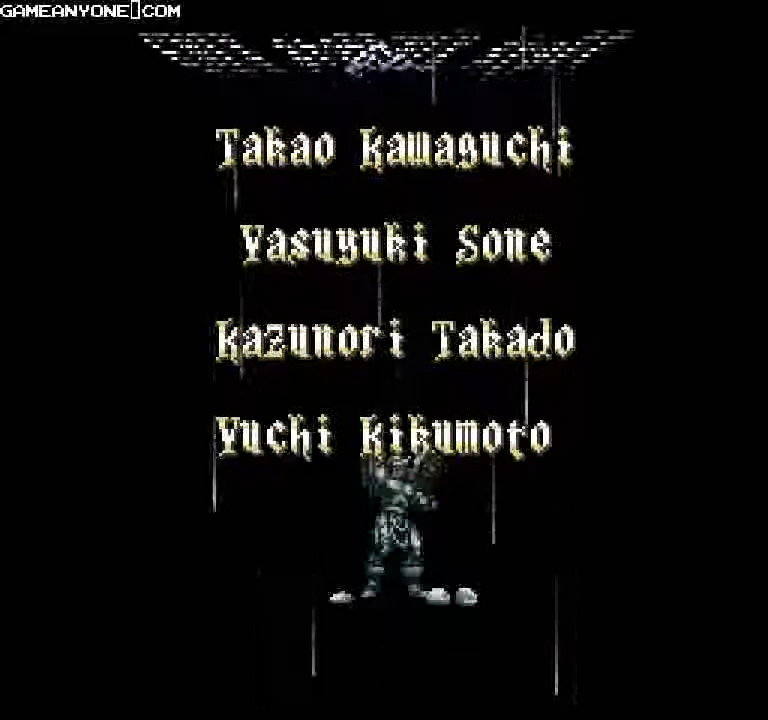 GAMEANYONE▯COM
Takao Kawaguchi
Yasuyuki Sone
Kazunori Takado
Yuchi Kikumoto